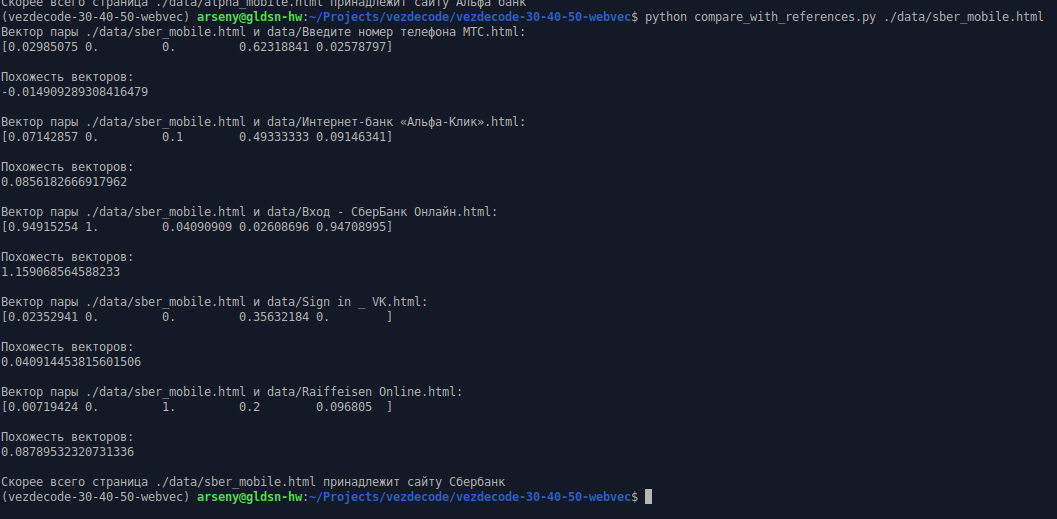 Скорее всего страница ./data/alpha_mobile.html принадлежит сайту Альфа банк
(vezdecode-30-40-50-webvec) arseny@gldsn-hw:~/Projects/vezdecode/vezdecode-30-40-50-webvec$ python compare_with_references.py ./data/sber_mobile.html
Вектор пары ./data/sber_mobile.html и data/Введите номер телефона МТС.html:
[0.02985075 0.         0.         0.62318841 0.02578797]
Похожесть векторов:
-0.014909289308416479
Вектор пары ./data/sber_mobile.html и data/Интернет-банк «Альфа-Клик».html:
[0.07142857 0.         0.1        0.49333333 0.09146341]
Похожесть векторов:
0.0856182666917962
Вектор пары ./data/sber_mobile.html и data/Вход - СберБанк Онлайн.html:
[0.94915254 1.         0.04090909 0.02608696 0.94708995]
Похожесть векторов:
1.159068564588233
Вектор пары ./data/sber_mobile.html и data/Sign in _ VK.html:
[0.02352941 0.         0.         0.35632184 0.        ]
Похожесть векторов:
0.040914453815601506
Вектор пары ./data/sber_mobile.html и data/Raiffeisen Online.html:
[0.00719424 0.         1.         0.2        0.096805  ]
Похожесть векторов:
0.08789532320731336
Скорее всего страница ./data/sber_mobile.html принадлежит сайту Сбербанк
(vezdecode-30-40-50-webvec) arseny@gldsn-hw:~/Projects/vezdecode/vezdecode-30-40-50-webvec$